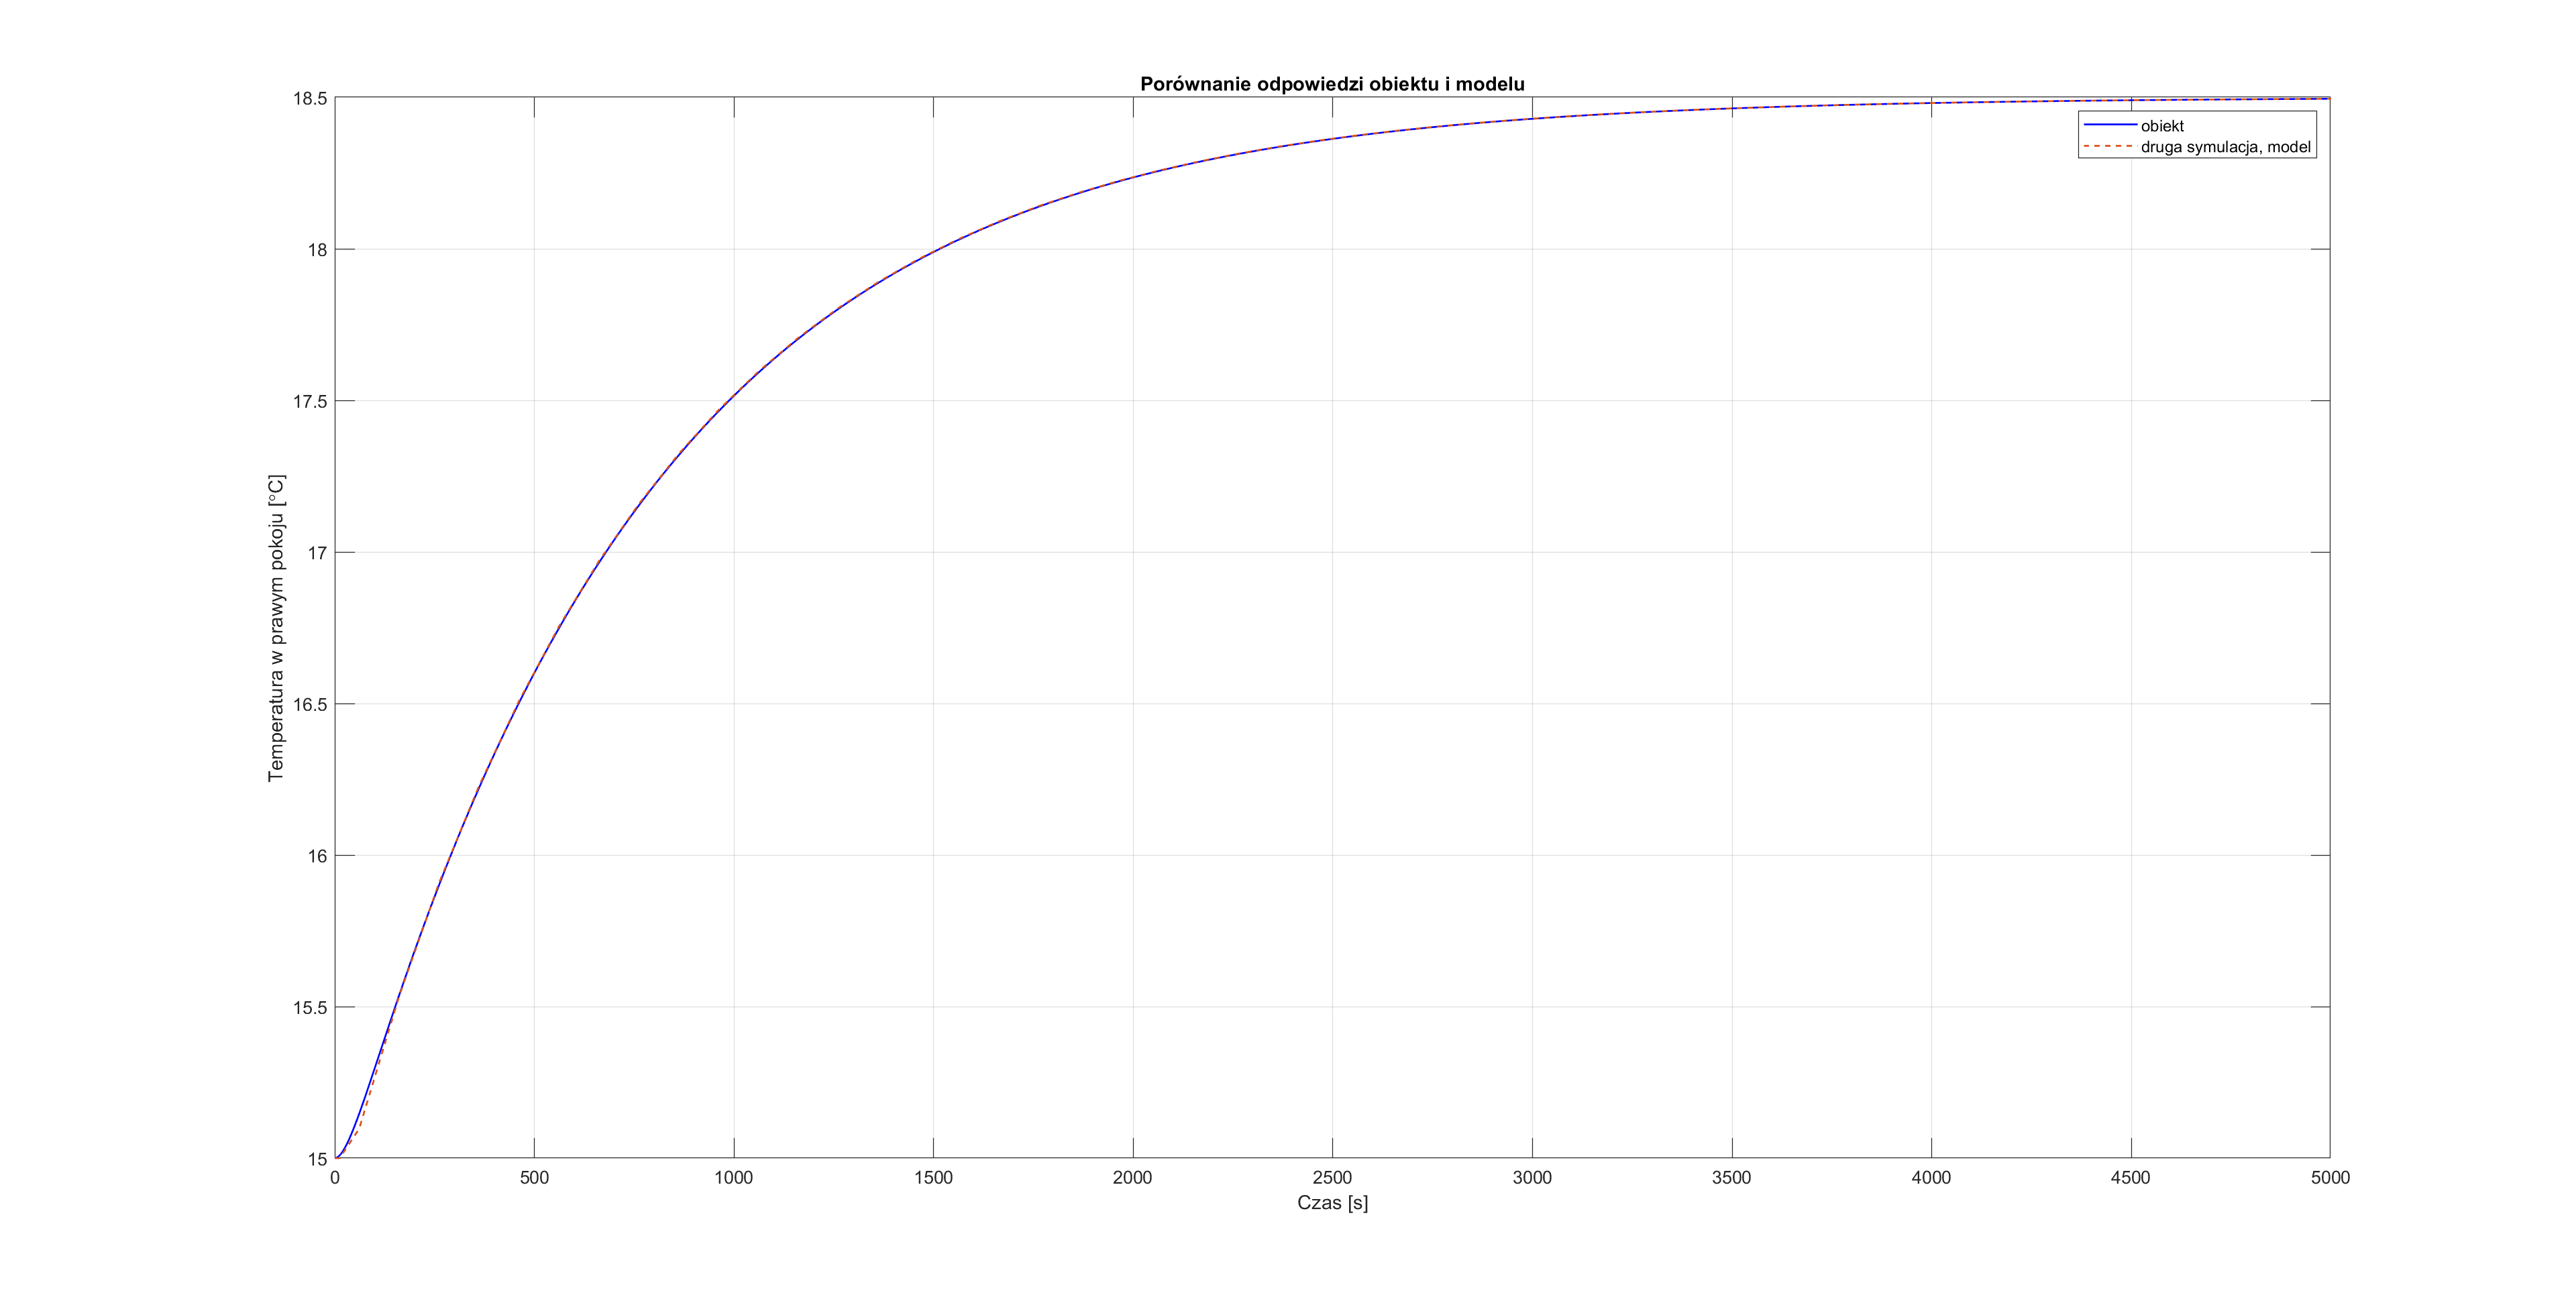 Porównanie odpowiedzi obiektu i modelu
obiekt
druga symulacja, model
18.5
18
17.5
17
16.5
16
15.5
15
Temperatura w prawym pokoju [°C]
0 500 1000 1500 2000 2500 3000 3500 4000 4500 5000
Czas [s]